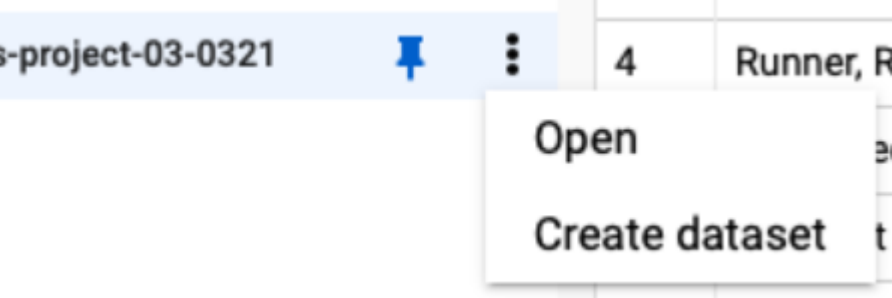 s-project-03-0321
4 Runner, R
Open
Create dataset